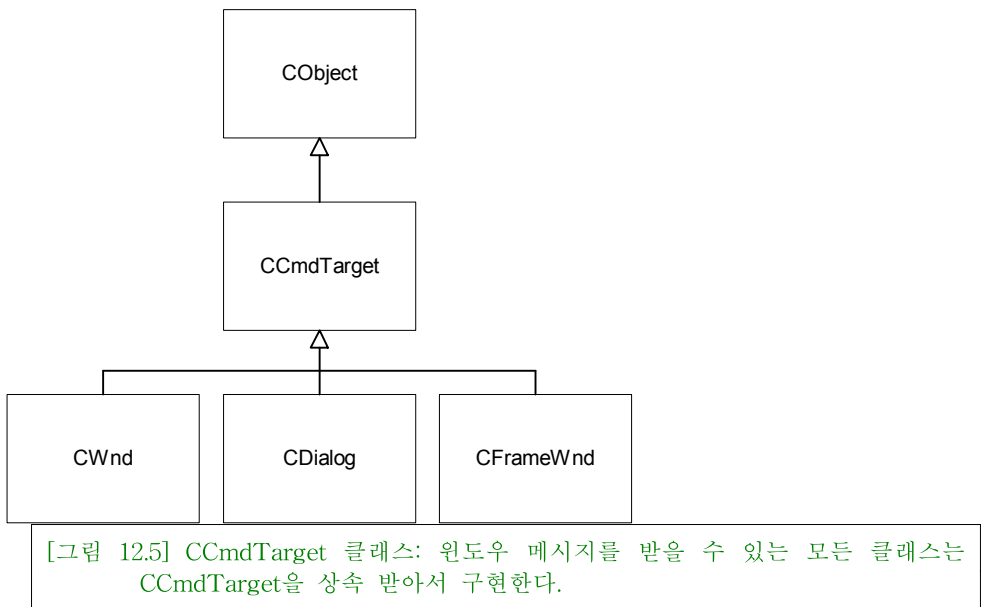 CObject
CCmdTarget
CWnd
CDialog
CFrameWnd
[그림 12.5] CCmdTarget 클래스: 윈도우 메시지를 받을 수 있는 모든 클래스는
CCmdTarget을 상속 받아서 구현한다.